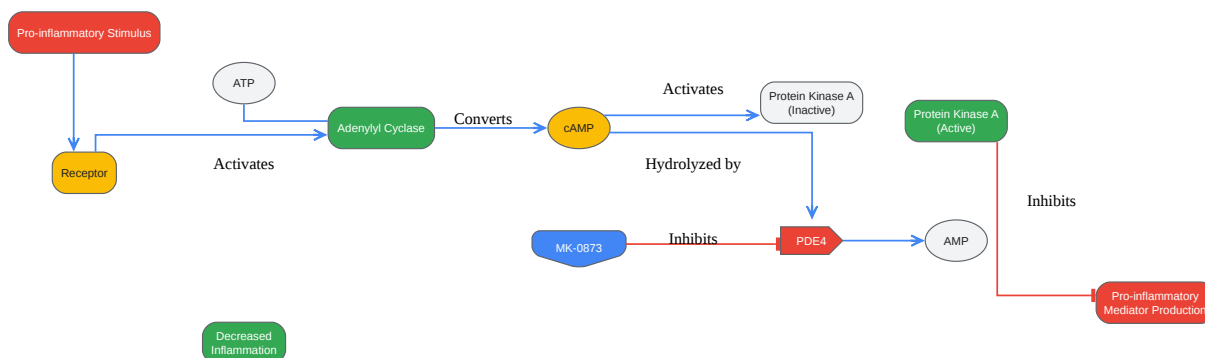 Pro-inflammatory Stimulus
ATP
Activates
Protein Kinase A
(Inactive)
Protein Kinase A
(Active)
Adenylyl Cyclase
Converts
cAMP
Receptor
Activates
Hydrolyzed by
Inhibits
MK-0873
Inhibits
PDE4
AMP
Pro-inflammatory
Mediator Production
Decreased
Inflammation